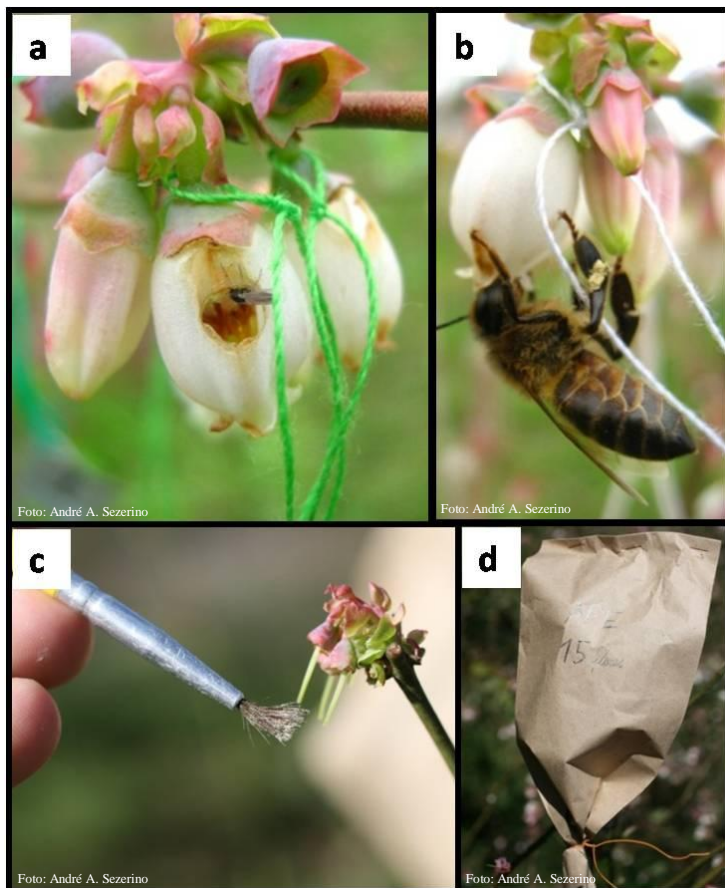 a
b
Foto: André A. Sezerino
Foto: André A. Sezerino
c
d
15
Foto: André A. Sezerino
Foto: André A. Sezerino